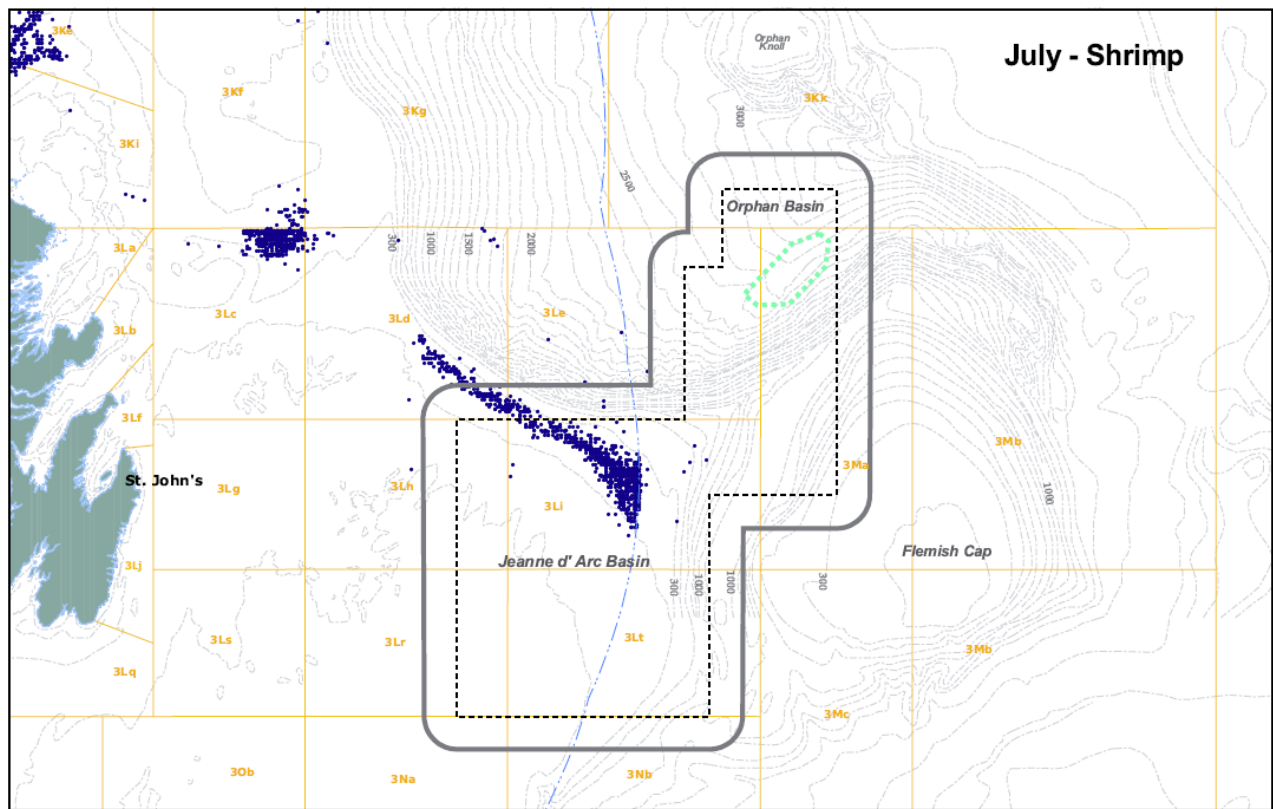 3Ke
Orphan
Knoll
July - Shrimp
3Kf
3Kg
3Kk
3000
3Ki
2500
Orphan Basin
3La
300
1000
1500
2000
3Lc
3Ld
3Le
3Lb
3Lf
3Mb
3Ma
St. John's
3Lg
3Lh
1000
3Li
Flemish Cap
Jeanne d' Arc Basin
3Lj
300
1000
1000
300
3Ls
3Lr
3Lt
3Mb
3Lq
3Mc
3Ob
3Na
3Nb